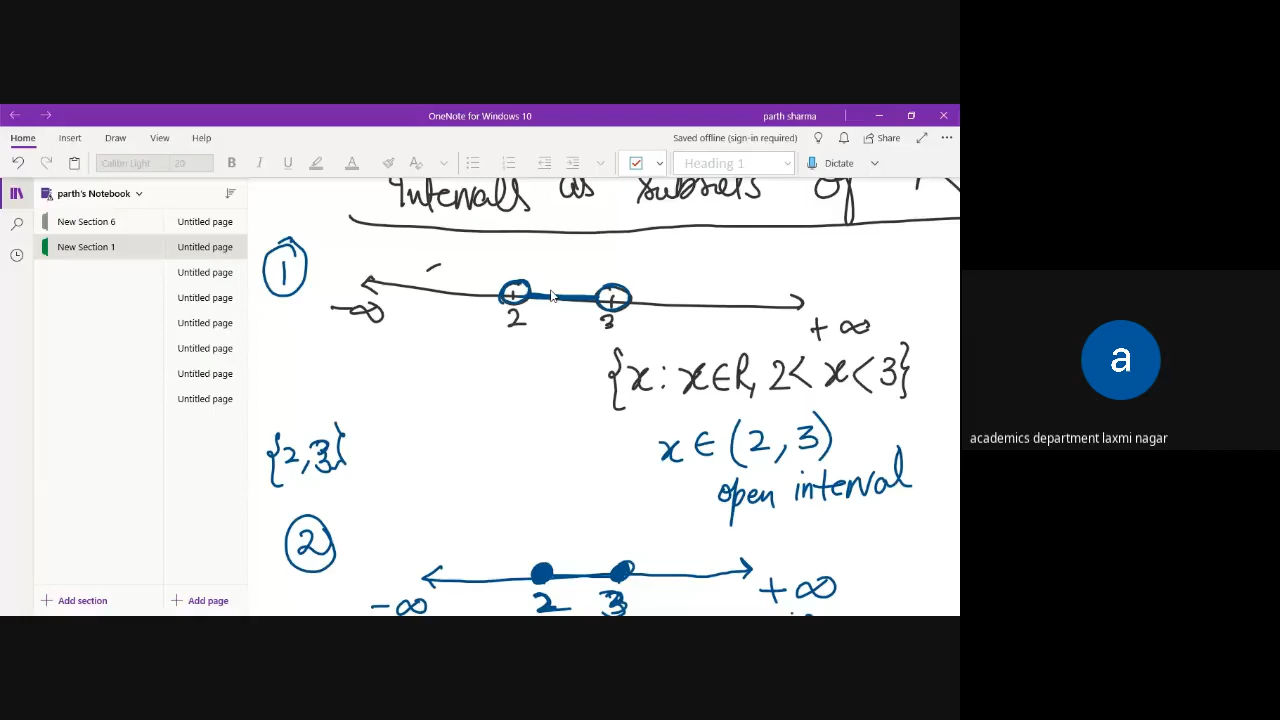 OneNote for Windows 10
parth sharma
Home Insert Draw View Help
Saved offline (sign-in required)
Share
Calibri Light 20
B I U A
Heading 1
Dictate
parth's Notebook
New Section 6
New Section 1
Untitled page
Untitled page
Untitled page
Untitled page
Untitled page
Untitled page
Untitled page
Untitled page
Add section
Add page
Intervals as subsets of R
1
-∞ 2 3 + ∞
{x : x ∈ R, 2 < x < 3}
x ∈ (2, 3)
open interval
{2, 3}
2
-∞ 2 3 + ∞
a
academics department laxmi nagar